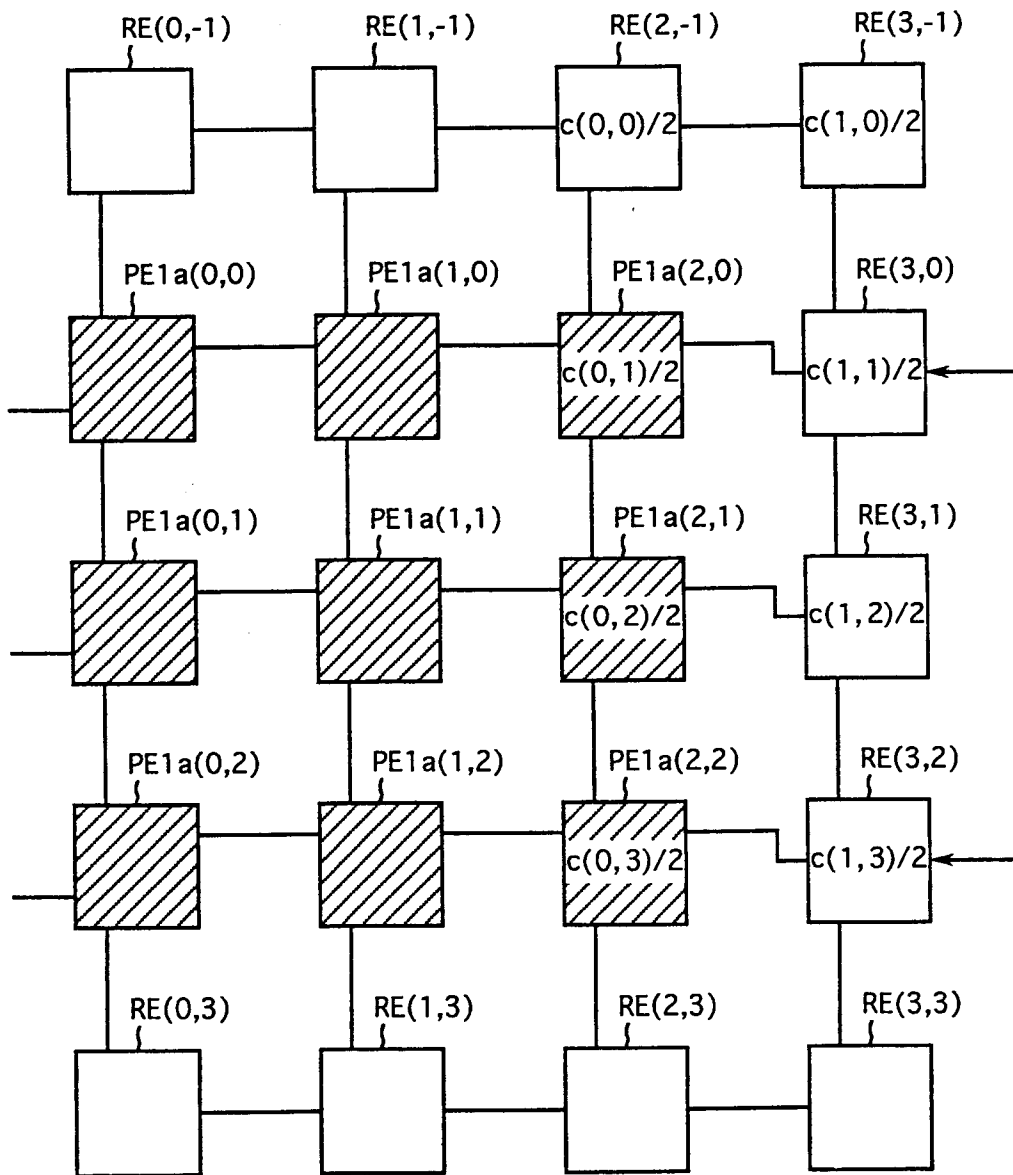 RE(0,-1) RE(1,-1) RE(2,-1) RE(3,-1)
c(0,0)/2 c(1,0)/2
PE1a(0,0) PE1a(1,0) PE1a(2,0) RE(3,0)
c(0,1)/2 c(1,1)/2
PE1a(0,1) PE1a(1,1) PE1a(2,1) RE(3,1)
c(0,2)/2 c(1,2)/2
PE1a(0,2) PE1a(1,2) PE1a(2,2) RE(3,2)
c(0,3)/2 c(1,3)/2
RE(0,3) RE(1,3) RE(2,3) RE(3,3)